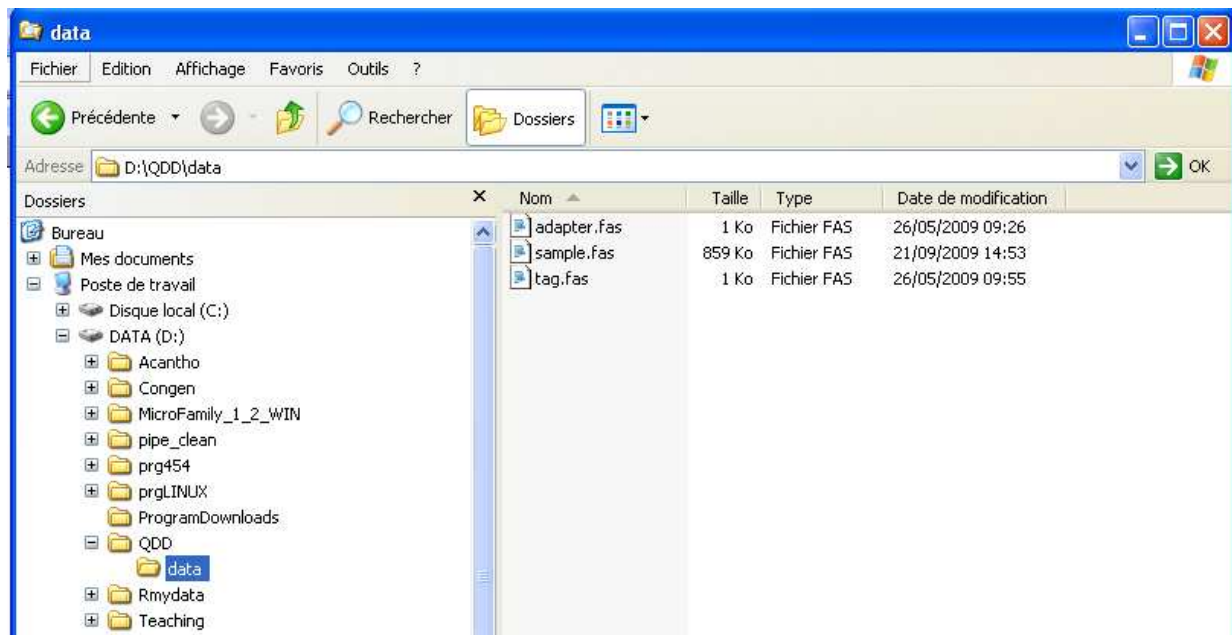 data
Fichier Edition Affichage Favoris Outils ?
Précédente Rechercher Dossiers
Adresse D:\QDD\data OK
Dossiers
Bureau
Mes documents
Poste de travail
Disque local (C:)
DATA (D:)
Acantho
Congen
MicroFamily_1_2_WIN
pipe_clean
prg454
prgLINUX
ProgramDownloads
QDD
data
Rmydata
Teaching
Nom Taille Type Date de modification
adapter.fas 1 Ko Fichier FAS 26/05/2009 09:26
sample.fas 859 Ko Fichier FAS 21/09/2009 14:53
tag.fas 1 Ko Fichier FAS 26/05/2009 09:55